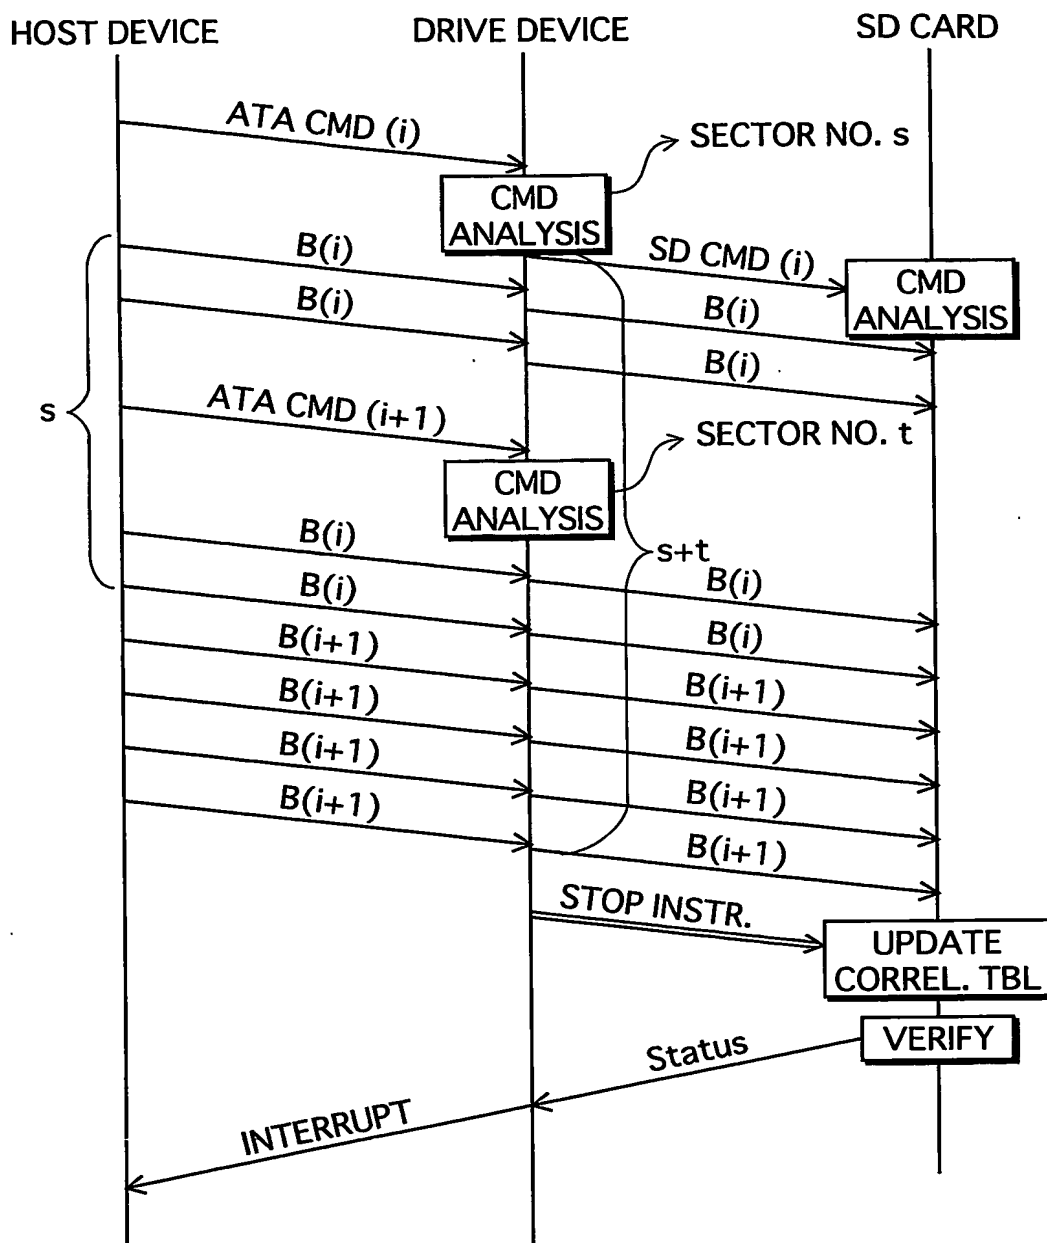 HOST DEVICE
DRIVE DEVICE
SD CARD
ATA CMD (i)
SECTOR NO. s
CMD
ANALYSIS
B(i)
SD CMD (i)
CMD
ANALYSIS
B(i)
B(i)
B(i)
s
ATA CMD (i+1)
SECTOR NO. t
CMD
ANALYSIS
B(i)
s+t
B(i)
B(i)
B(i)
B(i+1)
B(i+1)
B(i+1)
B(i+1)
B(i+1)
B(i+1)
B(i+1)
B(i+1)
STOP INSTR.
UPDATE
CORREL. TBL
VERIFY
Status
INTERRUPT